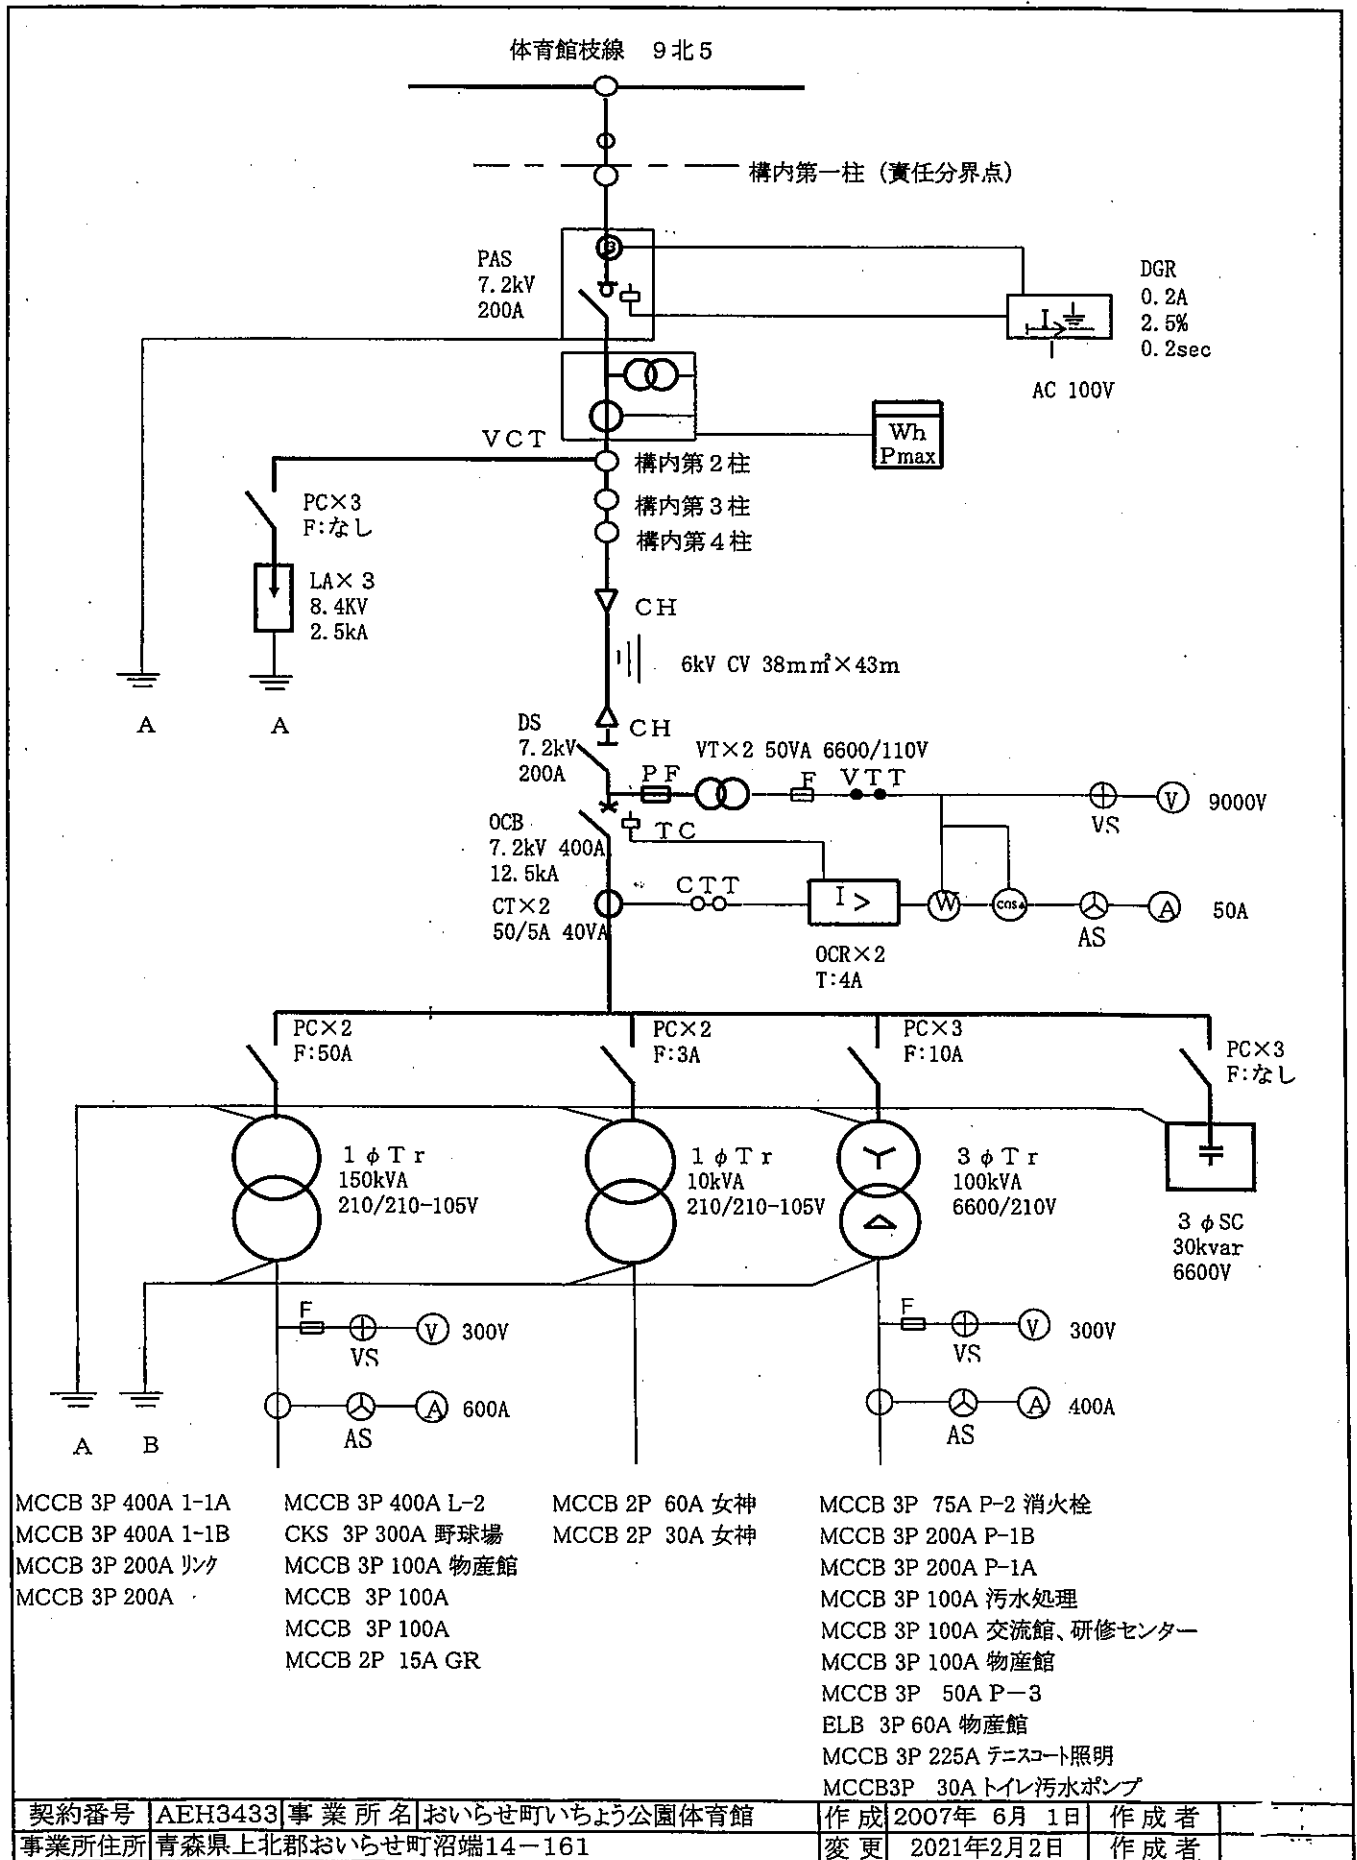 体育館枝線 9北5
構内第一柱 (責任分界点)
PAS
7.2kV
200A
DGR
0.2A
2.5%
0.2sec
I
AC 100V
VCT
Wh
Pmax
構内第2柱
構内第3柱
構内第4柱
PC×3
F:なし
LA×3
8.4KV
2.5kA
CH
6kV CV 38mm²×43m
A
A
CH
DS
7.2kV
200A
VT×2 50VA 6600/110V
PF
F
VTT
VS
V
9000V
OCB
7.2kV 400A
12.5kA
TC
CT×2
50/5A 40VA
CTT
I >
W
cos
AS
A
50A
OCR×2
T:4A
PC×2
F:50A
PC×2
F:3A
PC×3
F:10A
PC×3
F:なし
1φTr
150kVA
210/210-105V
1φTr
10kVA
210/210-105V
3φTr
100kVA
6600/210V
3φSC
30kvar
6600V
F
VS
V
300V
F
VS
V
300V
AS
A
600A
AS
A
400A
A
B
MCCB 3P 400A 1-1A
MCCB 3P 400A 1-1B
MCCB 3P 200A リンク
MCCB 3P 200A
MCCB 3P 400A L-2
CKS 3P 300A 野球場
MCCB 3P 100A 物産館
MCCB 3P 100A
MCCB 3P 100A
MCCB 2P 15A GR
MCCB 2P 60A 女神
MCCB 2P 30A 女神
MCCB 3P 75A P-2 消火栓
MCCB 3P 200A P-1B
MCCB 3P 200A P-1A
MCCB 3P 100A 汚水処理
MCCB 3P 100A 交流館、研修センター
MCCB 3P 100A 物産館
MCCB 3P 50A P－3
ELB 3P 60A 物産館
MCCB 3P 225A テニスコート照明
MCCB3P 30A トイレ汚水ポンプ
契約番号 AEH3433 事業所名 おいらせ町いちょう公園体育館 作成 2007年 6月 1日 作成者
事業所住所 青森県上北郡おいらせ町沼端14－161 変更 2021年2月2日 作成者